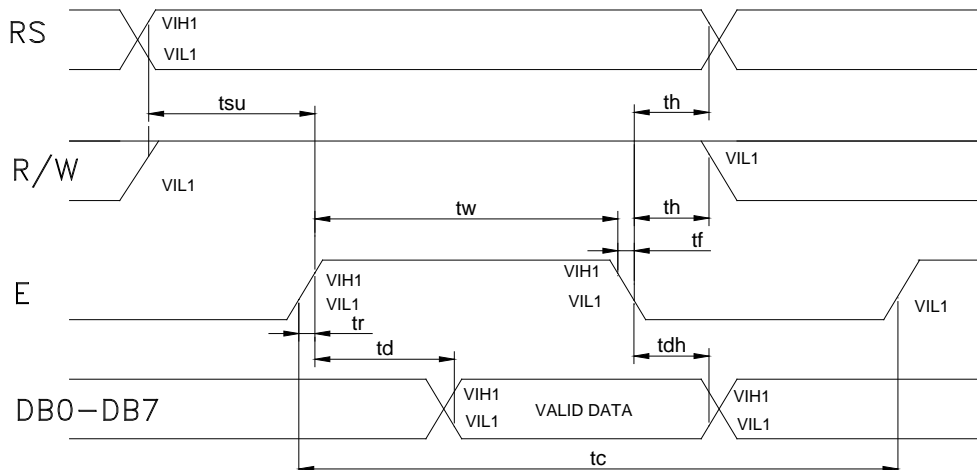 RS
VIH1
VIL1
tsu
th
R/W
VIL1
VIL1
tw
th
tf
E
VIH1
VIL1
VIH1
VIL1
VIL1
tr
td
tdh
DB0-DB7
VIH1
VIL1
VALID DATA
VIH1
VIL1
tc